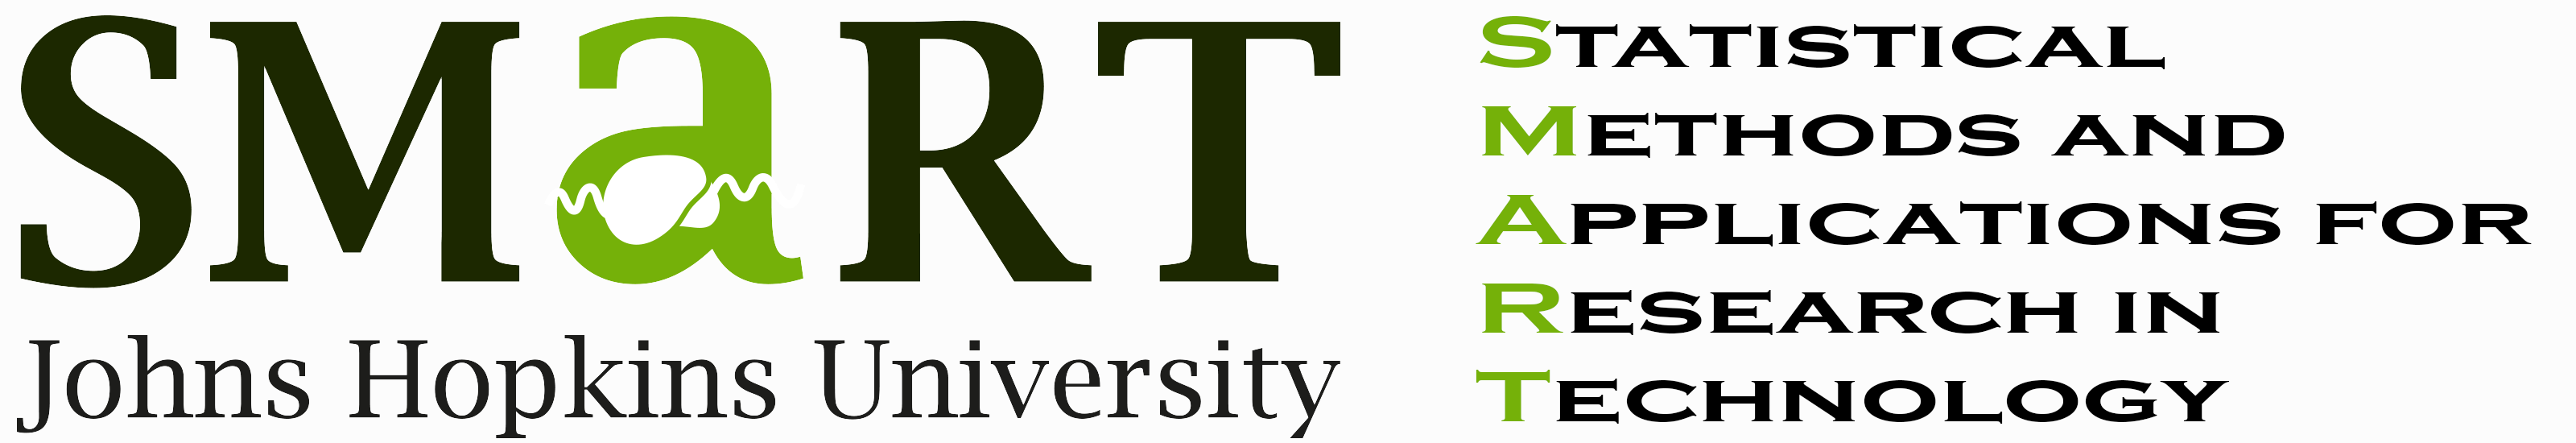 SMaRT
Johns Hopkins University
STATISTICAL
METHODS AND
APPLICATIONS FOR
RESEARCH IN
TECHNOLOGY